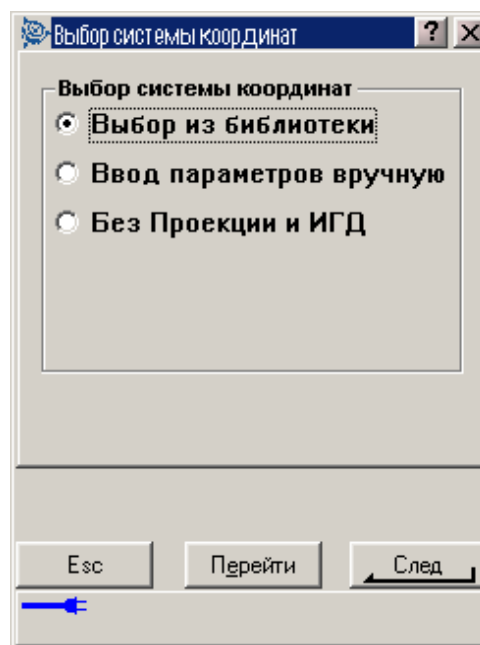 Выбор системы координат
Выбор системы координат
Выбор из библиотеки
Ввод параметров вручную
Без Проекции и ИГД
Esc Перейти След